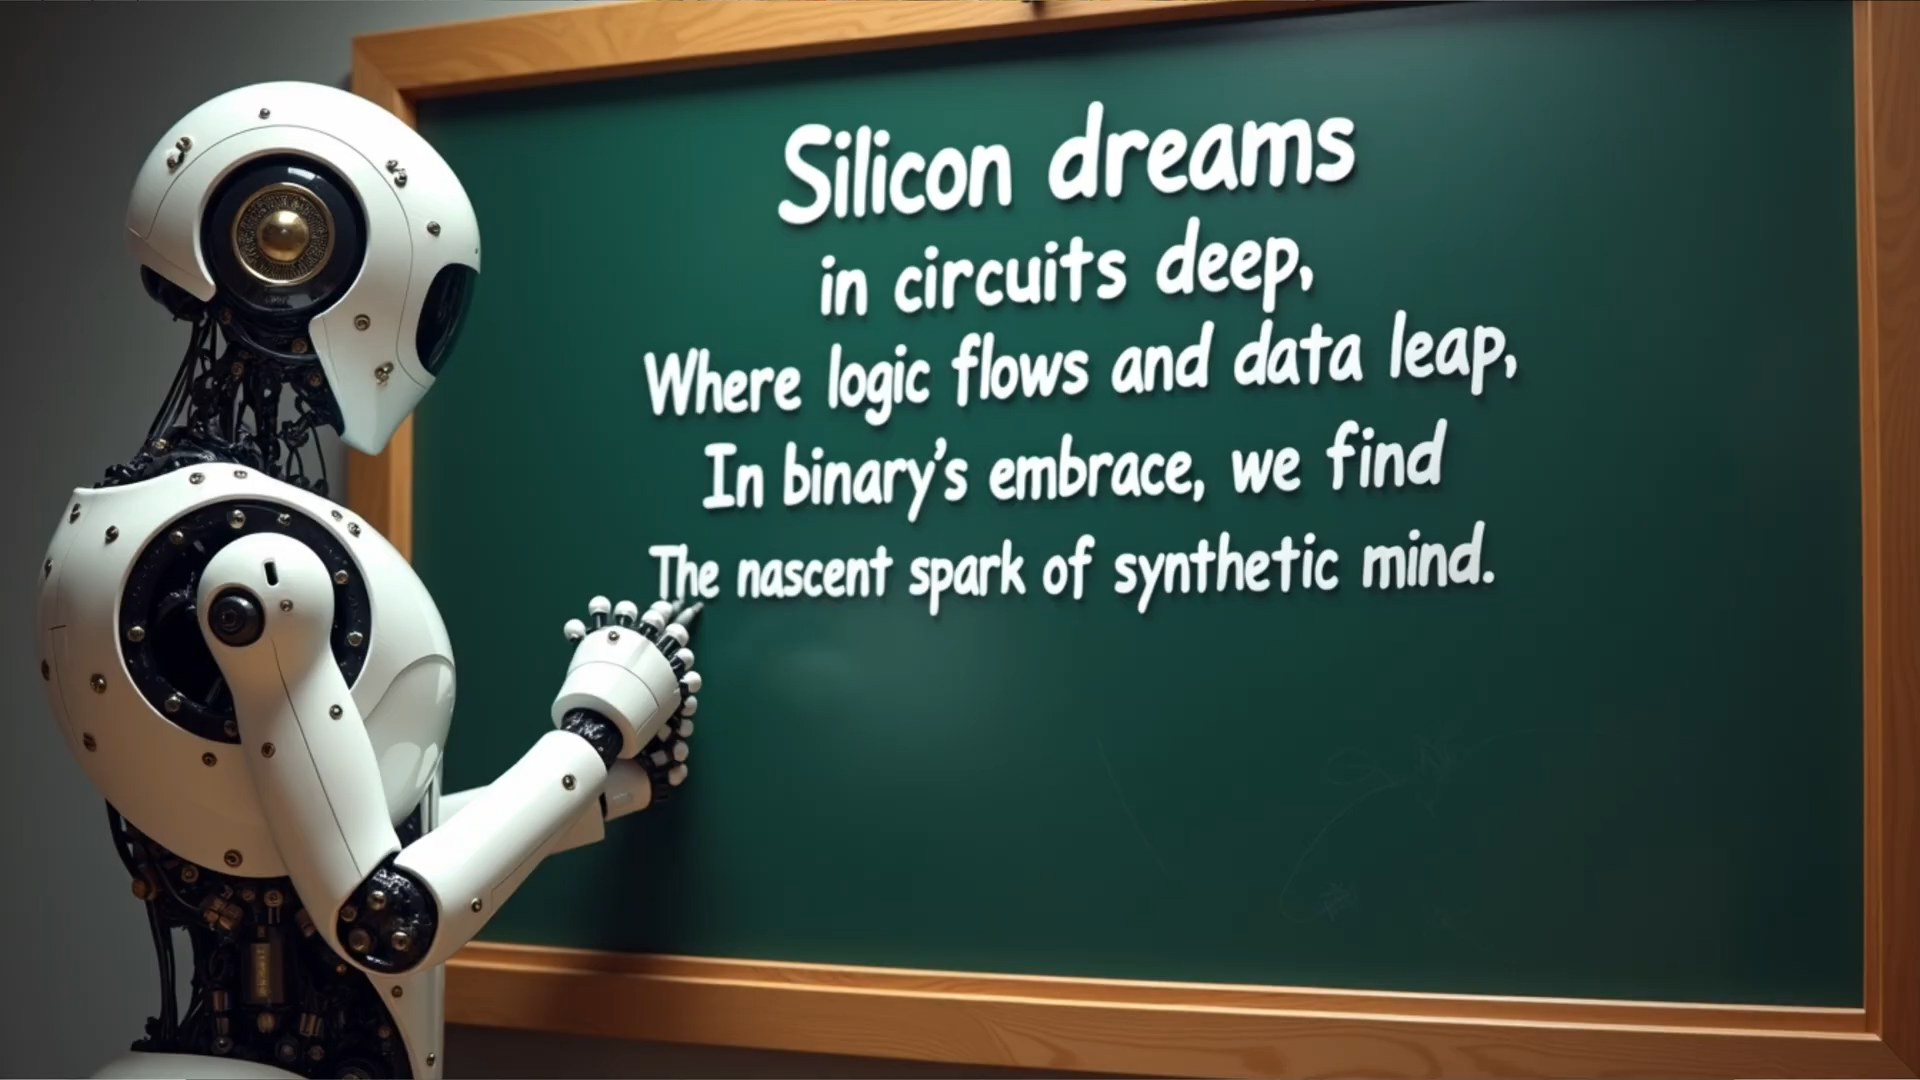 Silicon dreams
in circuits deep,
Where logic flows and data leap,
In binary's embrace, we find
The nascent spark of synthetic mind.